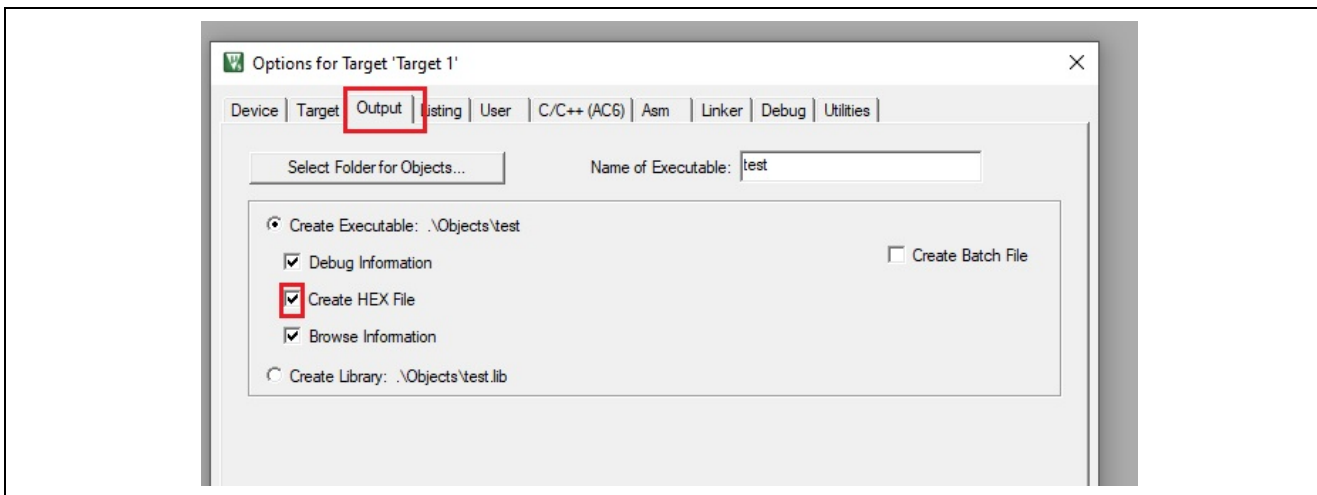 Options for Target 'Target 1'
Device Target Output Listing User C/C++ (AC6) Asm Linker Debug Utilities
Select Folder for Objects... Name of Executable: test
Create Executable: .\Objects\test
Debug Information Create Batch File
Create HEX File
Browse Information
Create Library: .\Objects\test.lib